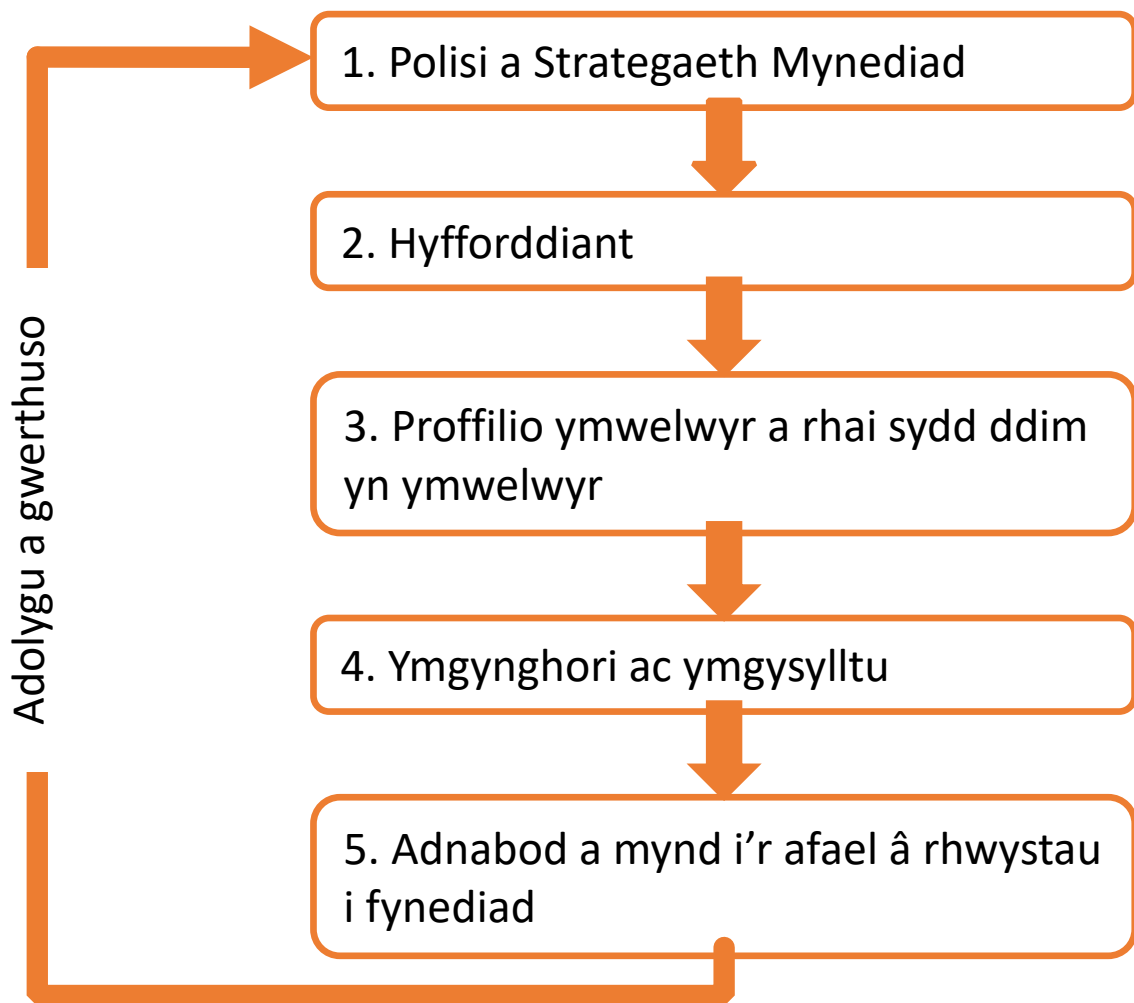 1. Polisi a Strategaeth Mynediad
2. Hyfforddiant
3. Proffilio ymwelwyr a rhai sydd ddim
yn ymwelwyr
4. Ymgynghori ac ymgysylltu
5. Adnabod a mynd i’r afael â rhwystau
i fynediad
Adolygu a gwerthuso